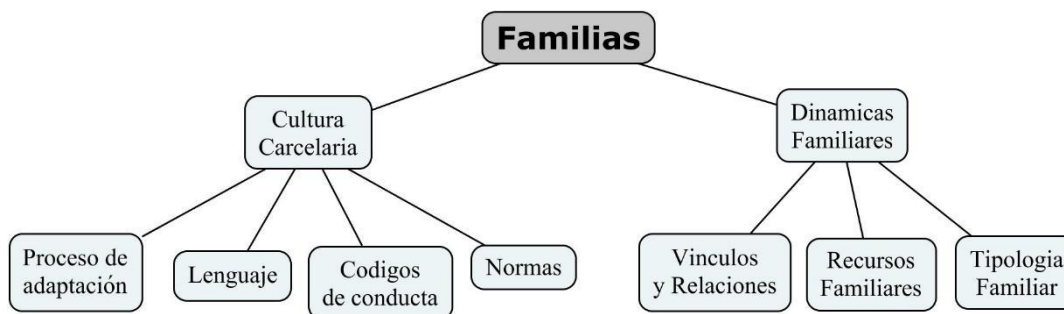 Familias
Cultura
Carcelaria
Dinamicas
Familiares
Proceso de
adaptación
Lenguaje
Codigos
de conducta
Normas
Vinculos
y Relaciones
Recursos
Familiares
Tipologia
Familiar